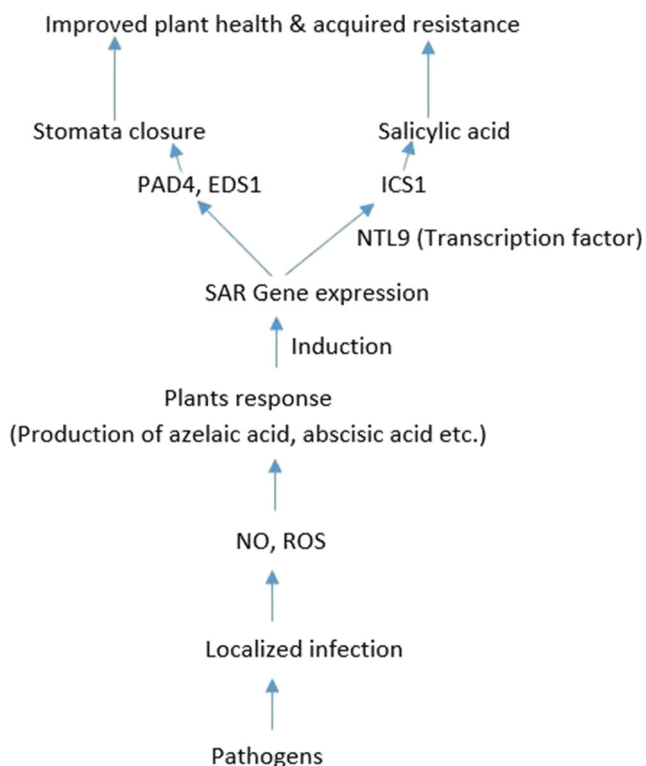 Improved plant health & acquired resistance
Stomata closure
Salicylic acid
PAD4, EDS1
ICS1
NTL9 (Transcription factor)
SAR Gene expression
Induction
Plants response
(Production of azelaic acid, abscisic acid etc.)
NO, ROS
Localized infection
Pathogens